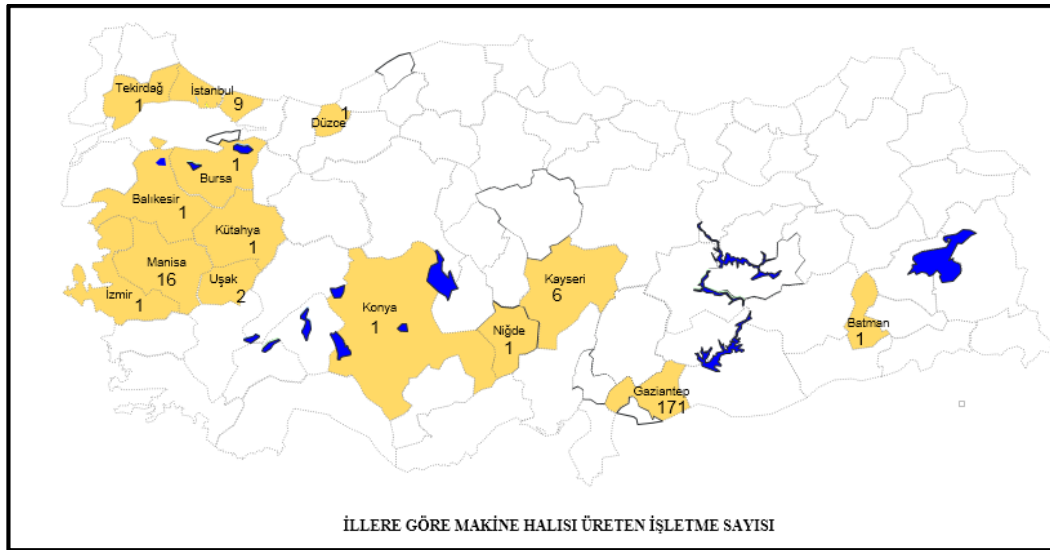 Tekirdağ
1
İstanbul
9
Düzce
1
Bursa
1
Balıkesir
1
Kütahya
1
Manisa
16
Uşak
2
İzmir
1
Konya
1
Kayseri
6
Niğde
1
Batman
1
Gaziantep
171
İLLERE GÖRE MAKİNE HALISI ÜRETEN İŞLETME SAYISI